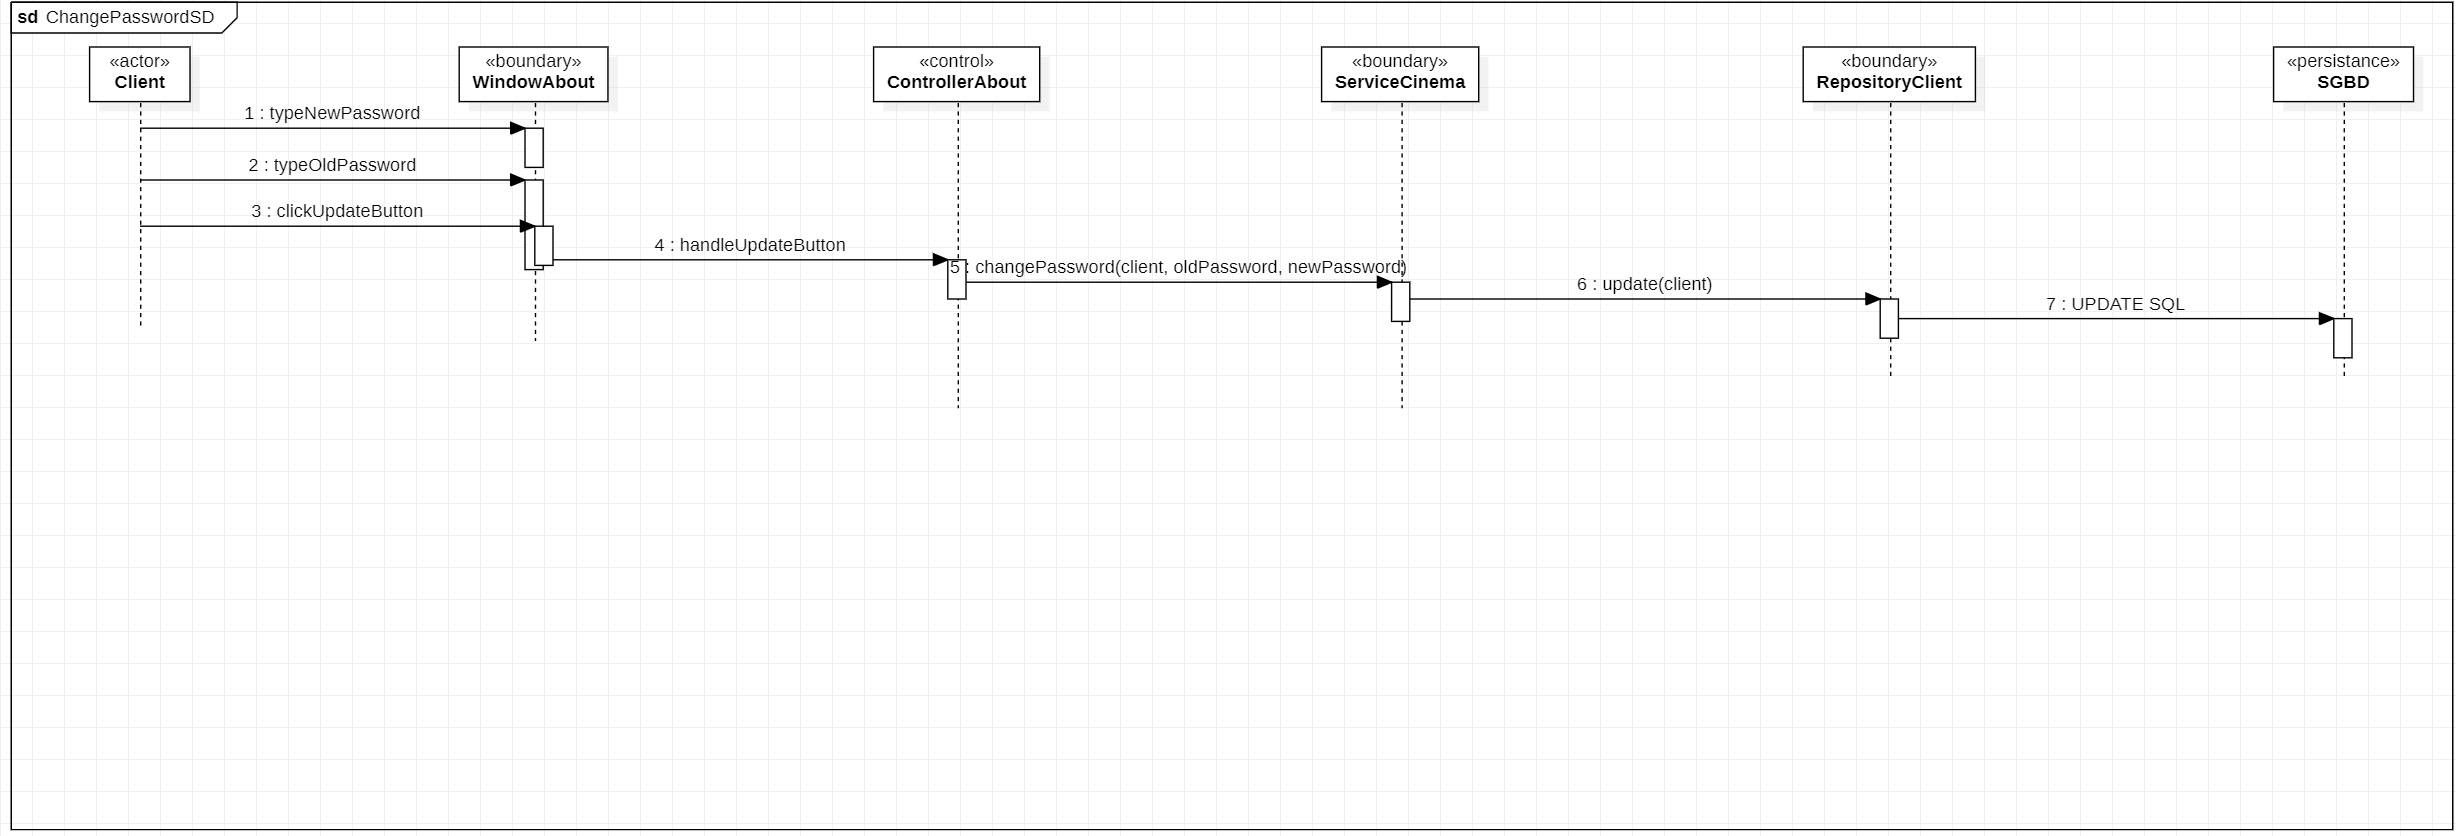 sd ChangePasswordSD
«actor»
Client
«boundary»
WindowAbout
«control»
ControllerAbout
«boundary»
ServiceCinema
«boundary»
RepositoryClient
«persistance»
SGBD
1 : typeNewPassword
2 : typeOldPassword
3 : clickUpdateButton
4 : handleUpdateButton
5 : changePassword(client, oldPassword, newPassword)
6 : update(client)
7 : UPDATE SQL